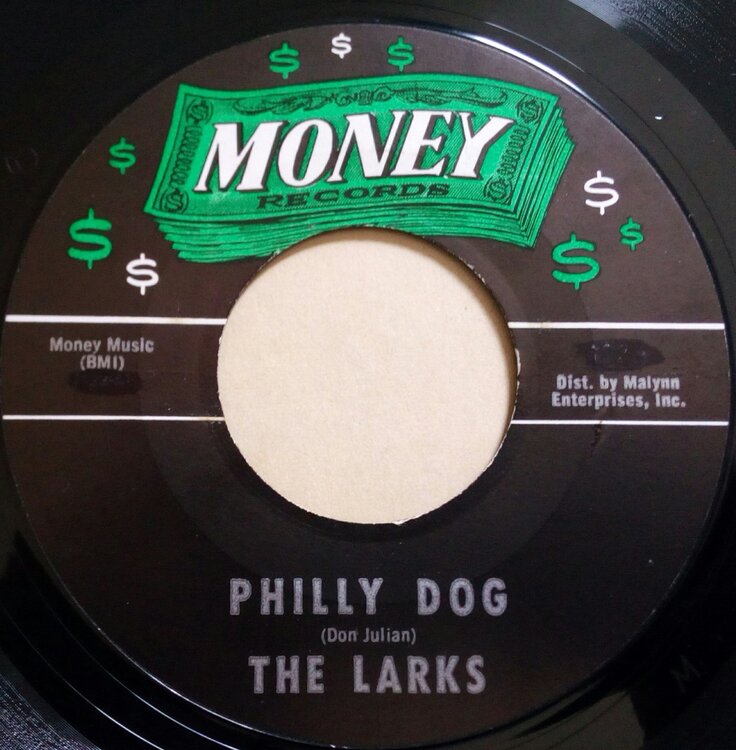 MONEY
RECORDS
Money Music
(BMI)
Dist. by Malynn
Enterprises, Inc.
PHILLY DOG
(Don Julian)
THE LARKS